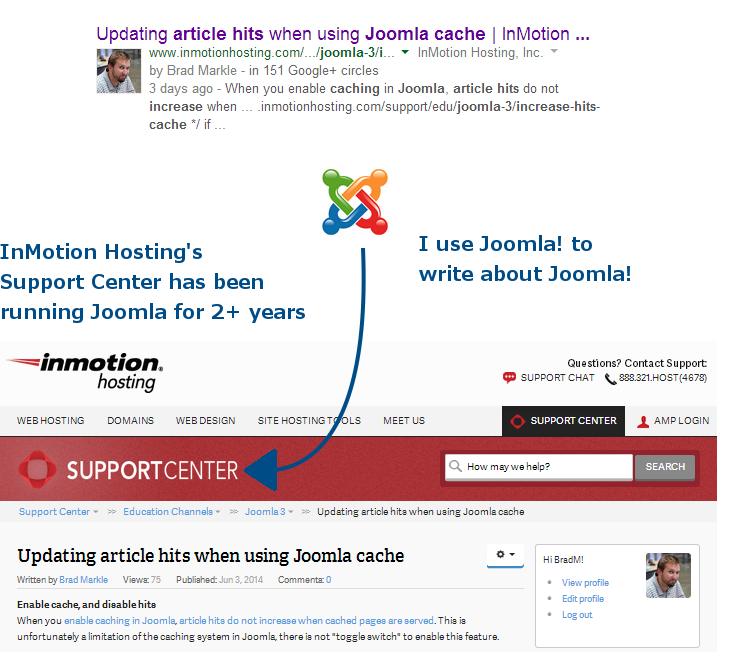 Updating article hits when using Joomla cache | InMotion ...
www.inmotionhosting.com/.../joomla-3/i... InMotion Hosting, Inc.
by Brad Markle - in 151 Google+ circles
3 days ago - When you enable caching in Joomla, article hits do not
increase when ... .inmotionhosting.com/support/edu/joomla-3/increase-hits-
cache */ if ...
I use Joomla! to
write about Joomla!
InMotion Hosting's
Support Center has been
running Joomla for 2+ years
inmotion
hosting
Questions? Contact Support:
SUPPORT CHAT 888.321.HOST(4678)
WEB HOSTING DOMAINS WEB DESIGN SITE HOSTING TOOLS MEET US SUPPORT CENTER AMP LOGIN
SUPPORTCENTER How may we help? SEARCH
Support Center >> Education Channels >> Joomla 3 >> Updating article hits when using Joomla cache
Updating article hits when using Joomla cache
Written by Brad Markle Views: 75 Published: Jun 3, 2014 Comments: 0
Enable cache, and disable hits
When you enable caching in Joomla, article hits do not increase when cached pages are served. This is
unfortunately a limitation of the caching system in Joomla, there is not "toggle switch" to enable this feature.
Hi BradM!
View profile
Edit profile
Log out